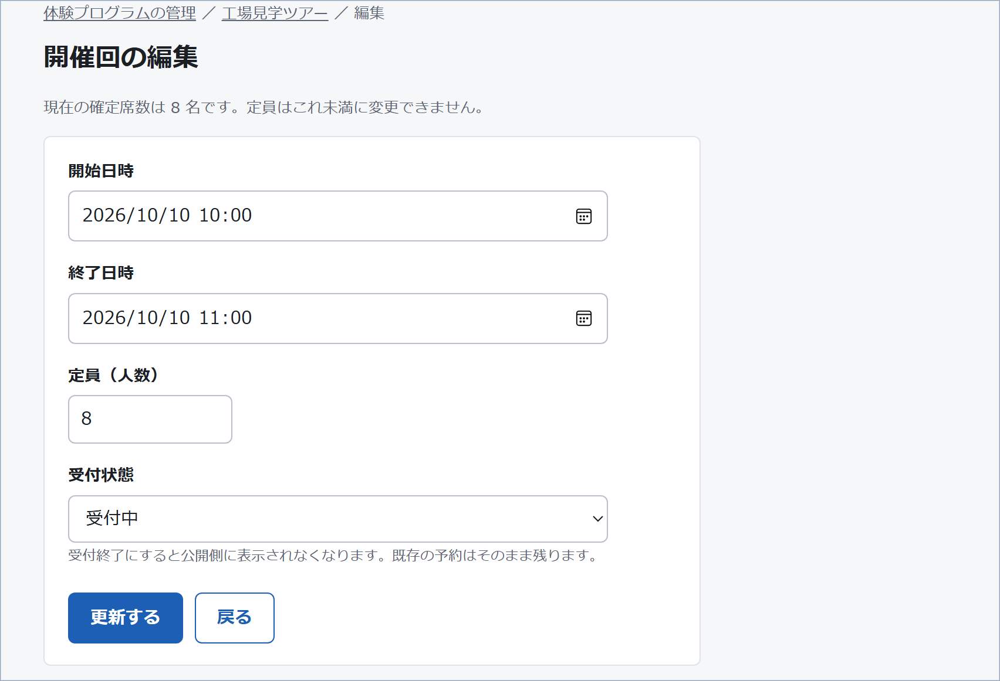 体験プログラムの管理 ／ 工場見学ツアー ／ 編集
開催回の編集
現在の確定席数は 8 名です。定員はこれ未満に変更できません。
開始日時
2026/10/10 10:00
終了日時
2026/10/10 11:00
定員（人数）
8
受付状態
受付中
受付終了にすると公開側に表示されなくなります。既存の予約はそのまま残ります。
更新する 戻る